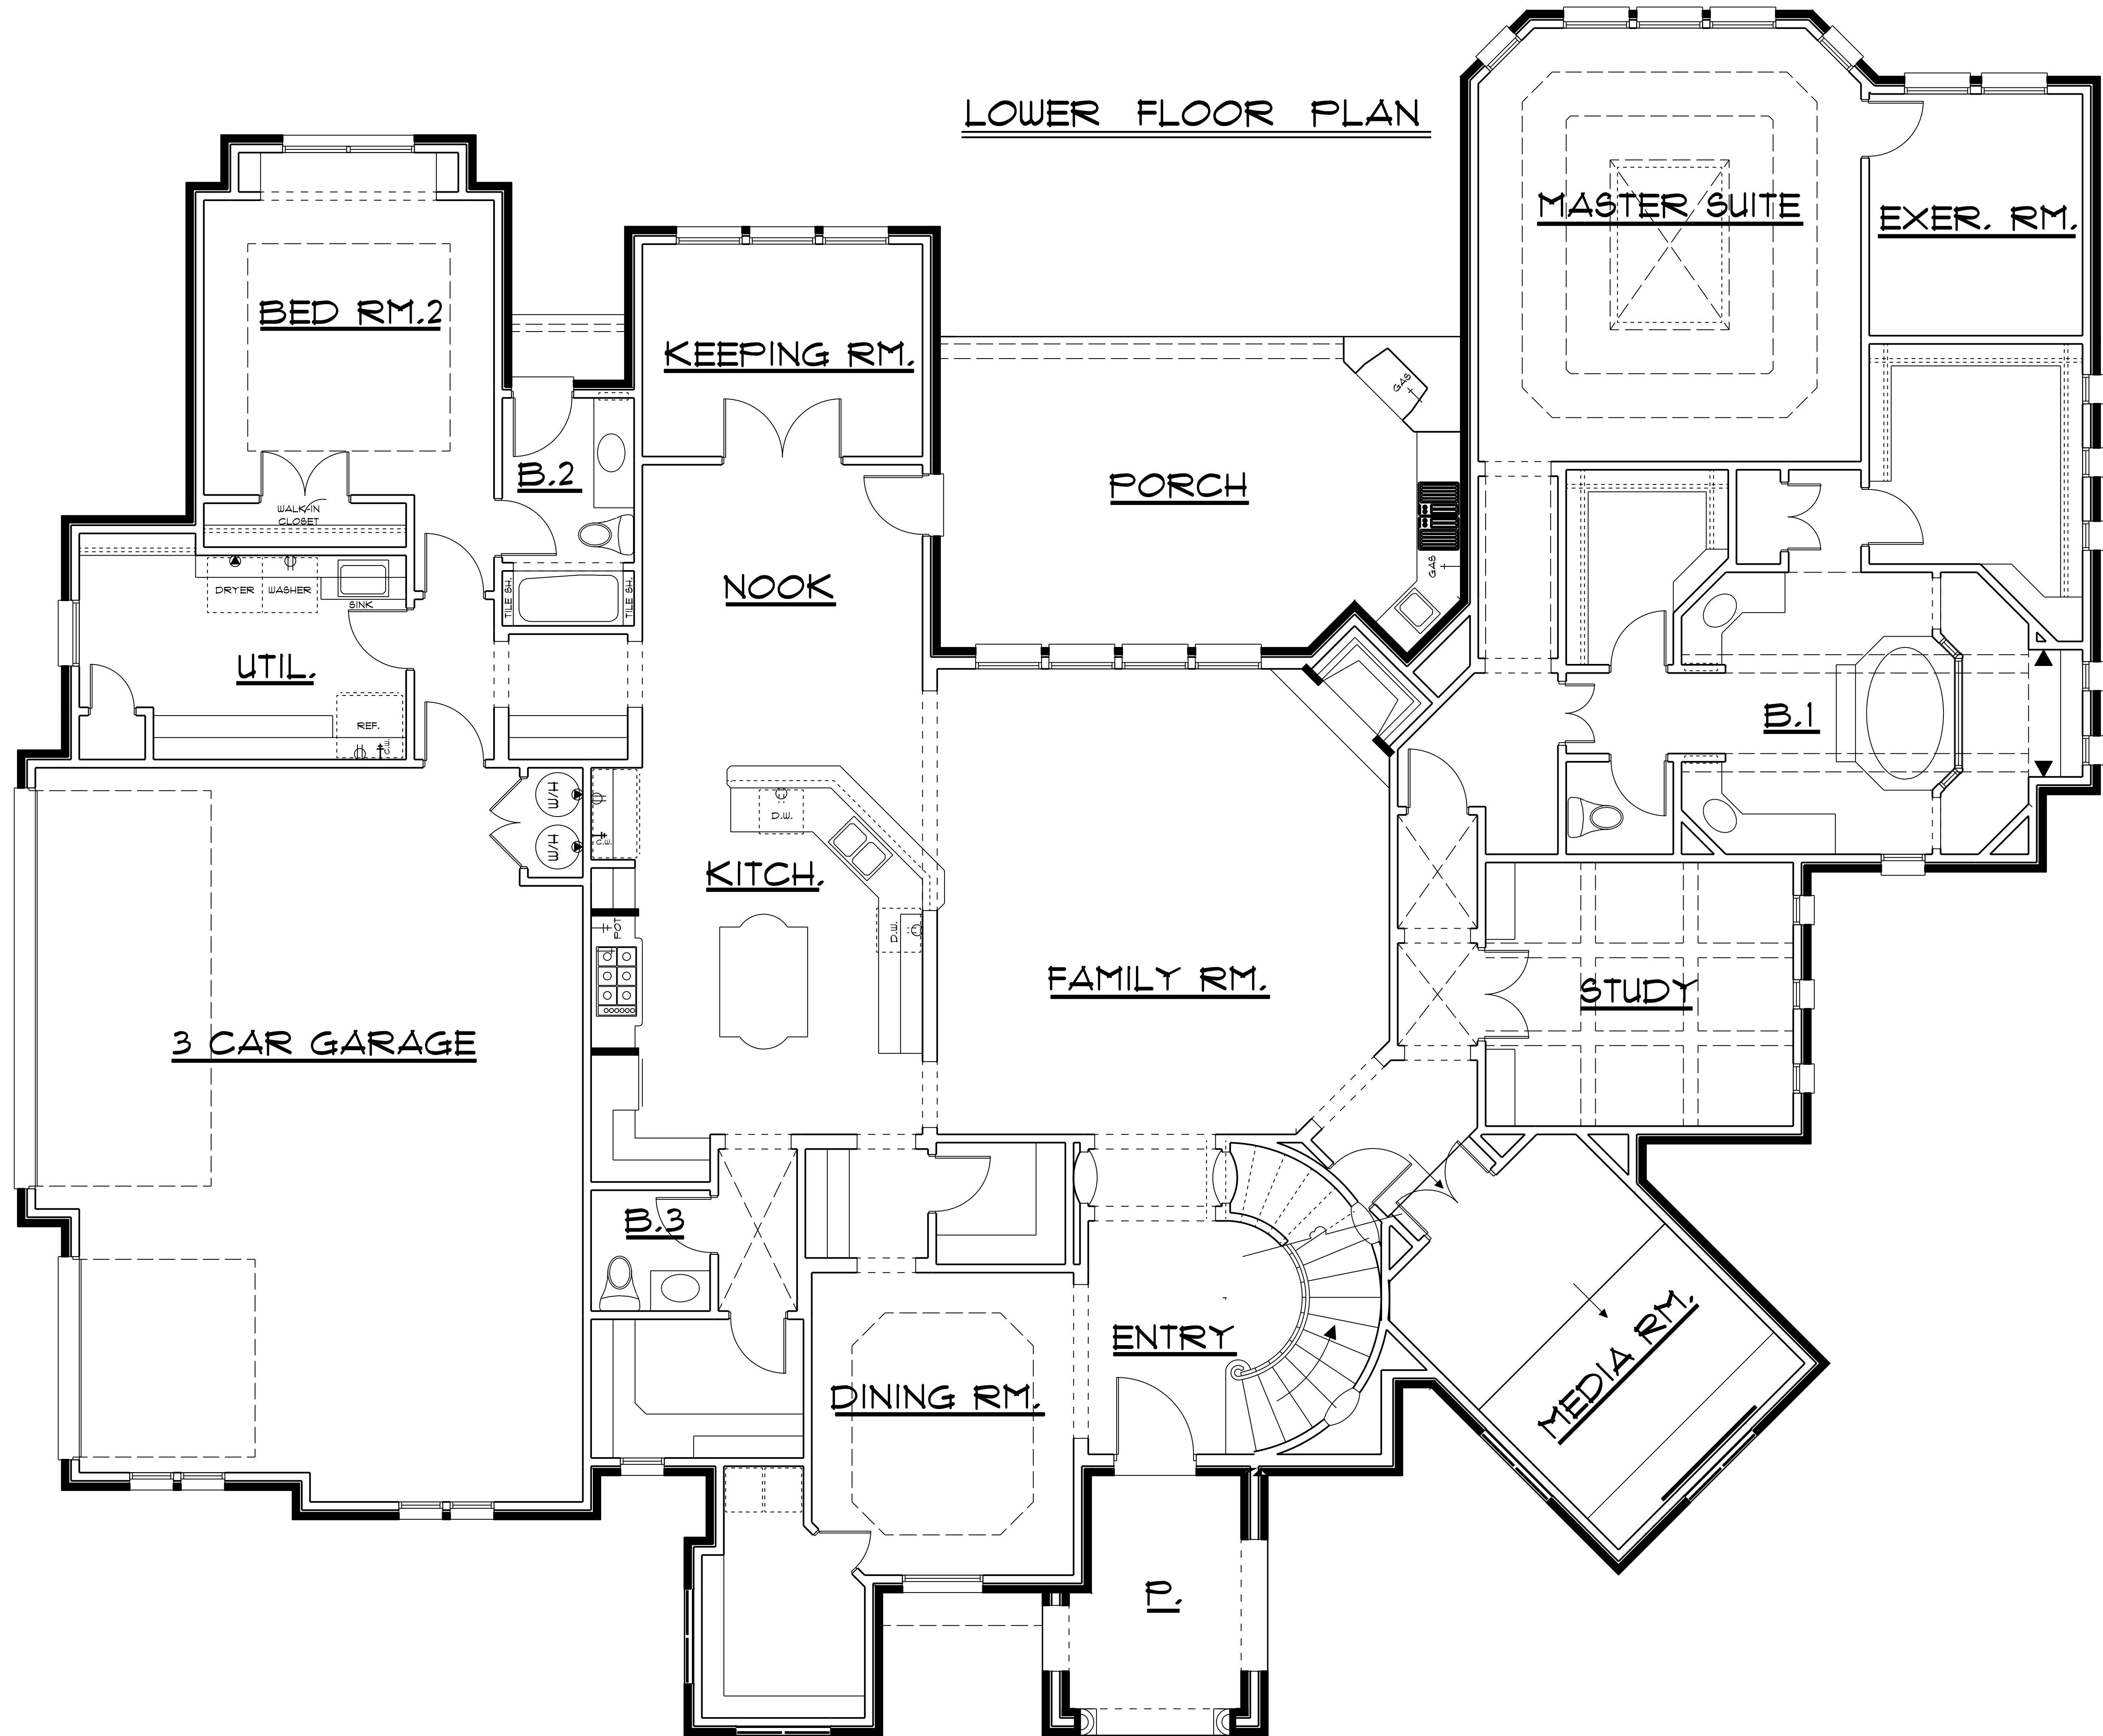 LOWER FLOOR PLAN
MASTER SUITE
EXER. RM.
BED RM.2
KEEPING RM.
GAS
B.2
PORCH
WALK-IN
CLOSET
GAS
NOOK
DRYER
WASHER
SINK
TILE SH.
TILE SH.
UTIL.
REF.
C.W.
B.1
W/H
W/H
C.W.
D.W.
KITCH.
D.W.
POT
FAMILY RM.
STUDY
3 CAR GARAGE
B.3
ENTRY
DINING RM.
MEDIA RM.
P.